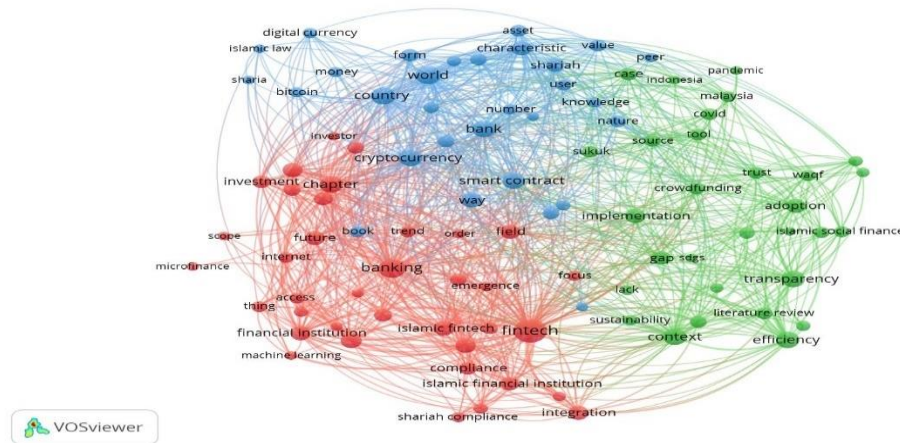 asset
digital currency
characteristic
value
islamic law
form
peer
shariah
world
case
pandemic
money
indonesia
sharia
user
bitcoin
country
malaysia
knowledge
number
covid
nature
bank
tool
investor
source
sukuk
cryptocurrency
trust
waqf
smart contract
investment
chapter
crowdfunding
way
adoption
implementation
book
trend
order
field
islamic social finance
scope
future
internet
gap
sdgs
microfinance
banking
focus
transparency
emergence
lack
access
thing
literature review
sustainability
financial institution
islamic fintech
fintech
context
efficiency
machine learning
compliance
islamic financial institution
shariah compliance
integration
VOSviewer